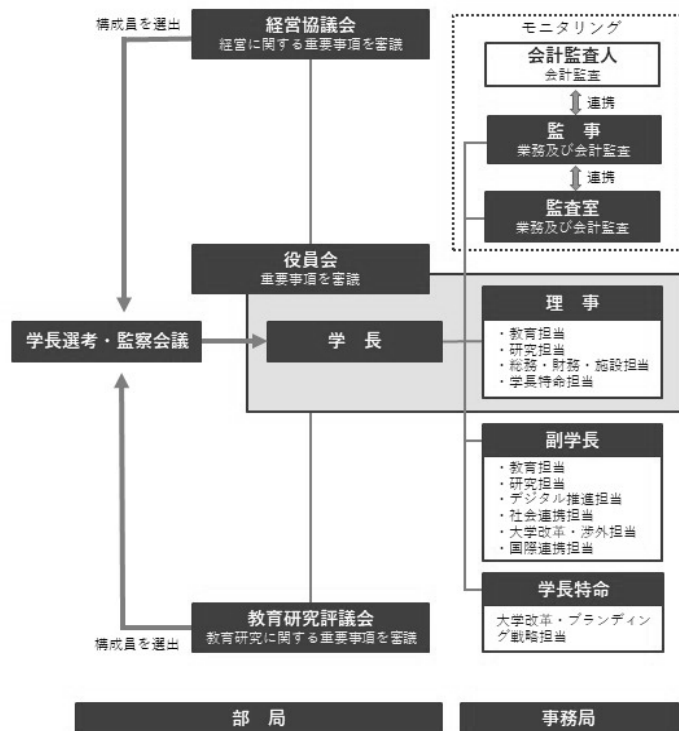 構成員を選出
経営協議会
経営に関する重要事項を審議
モニタリング
会計監査人
会計監査
連携
監 事
業務及び会計監査
連携
監査室
業務及び会計監査
役員会
重要事項を審議
学長選考・監察会議
学 長
理 事
・教育担当
・研究担当
・総務・財務・施設担当
・学長特命担当
副学長
・教育担当
・研究担当
・デジタル推進担当
・社会連携担当
・大学改革・渉外担当
・国際連携担当
学長特命
大学改革・ブランディン
グ戦略担当
教育研究評議会
教育研究に関する重要事項を審議
構成員を選出
部 局
事務局